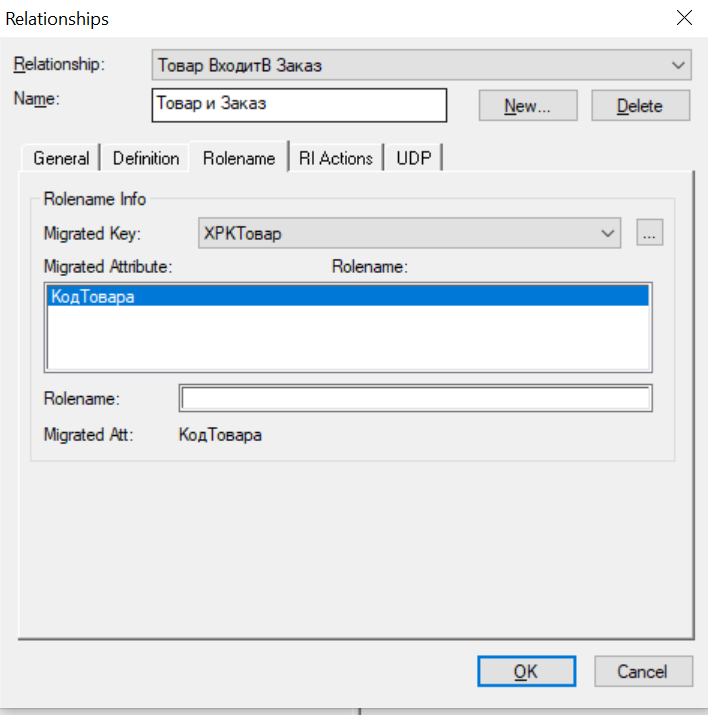 Relationships
Relationship: Товар ВходитВ Заказ
Name: Товар и Заказ New... Delete
General Definition Rolename RI Actions UDP
Rolename Info
Migrated Key: ХРКТовар ...
Migrated Attribute: Rolename:
КодТовара
Rolename:
Migrated Att: КодТовара
OK Cancel